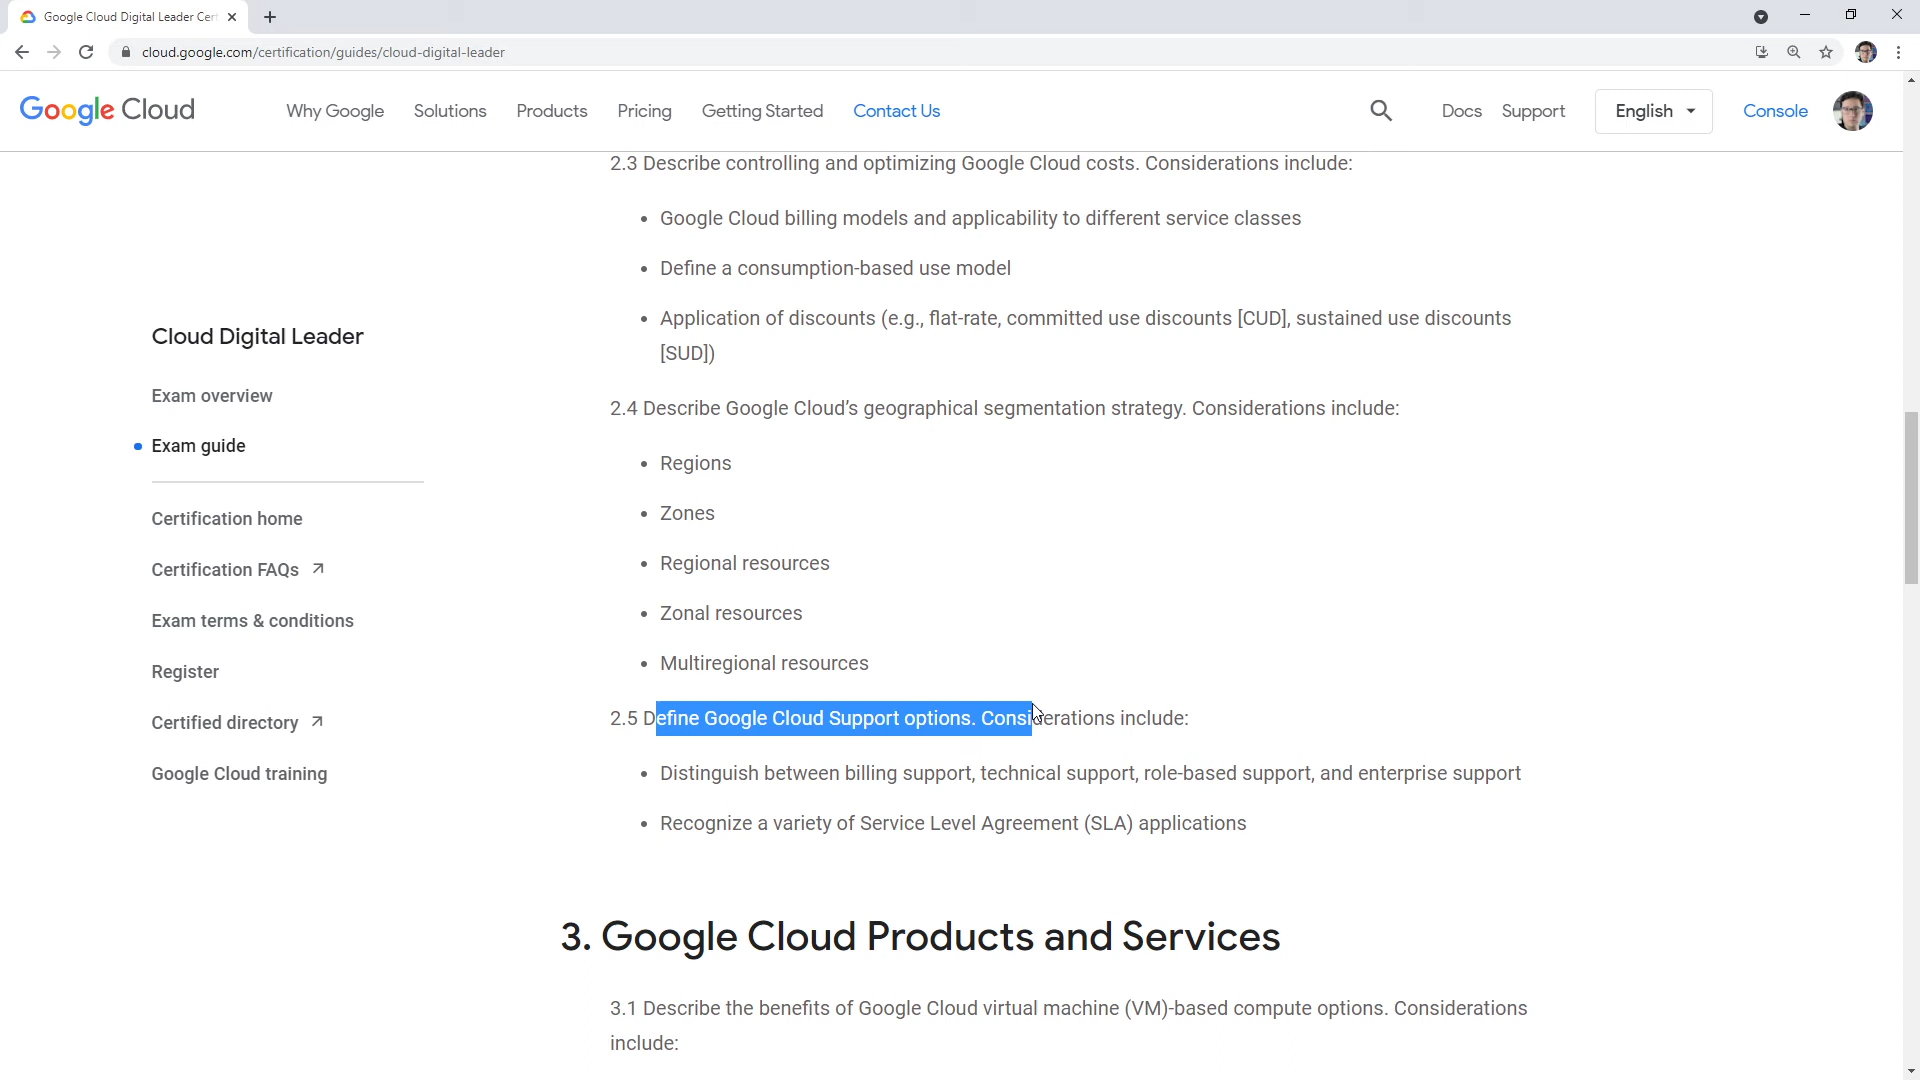 Google Cloud Digital Leader Cert
cloud.google.com/certification/guides/cloud-digital-leader
Google Cloud
Why Google
Solutions
Products
Pricing
Getting Started
Contact Us
Docs
Support
English
Console
2.3 Describe controlling and optimizing Google Cloud costs. Considerations include:
• Google Cloud billing models and applicability to different service classes
• Define a consumption-based use model
• Application of discounts (e.g., flat-rate, committed use discounts [CUD], sustained use discounts
[SUD])
2.4 Describe Google Cloud’s geographical segmentation strategy. Considerations include:
• Regions
• Zones
• Regional resources
• Zonal resources
• Multiregional resources
2.5 Define Google Cloud Support options. Considerations include:
• Distinguish between billing support, technical support, role-based support, and enterprise support
• Recognize a variety of Service Level Agreement (SLA) applications
3. Google Cloud Products and Services
3.1 Describe the benefits of Google Cloud virtual machine (VM)-based compute options. Considerations
include:
Cloud Digital Leader
Exam overview
Exam guide
Certification home
Certification FAQs
Exam terms & conditions
Register
Certified directory
Google Cloud training